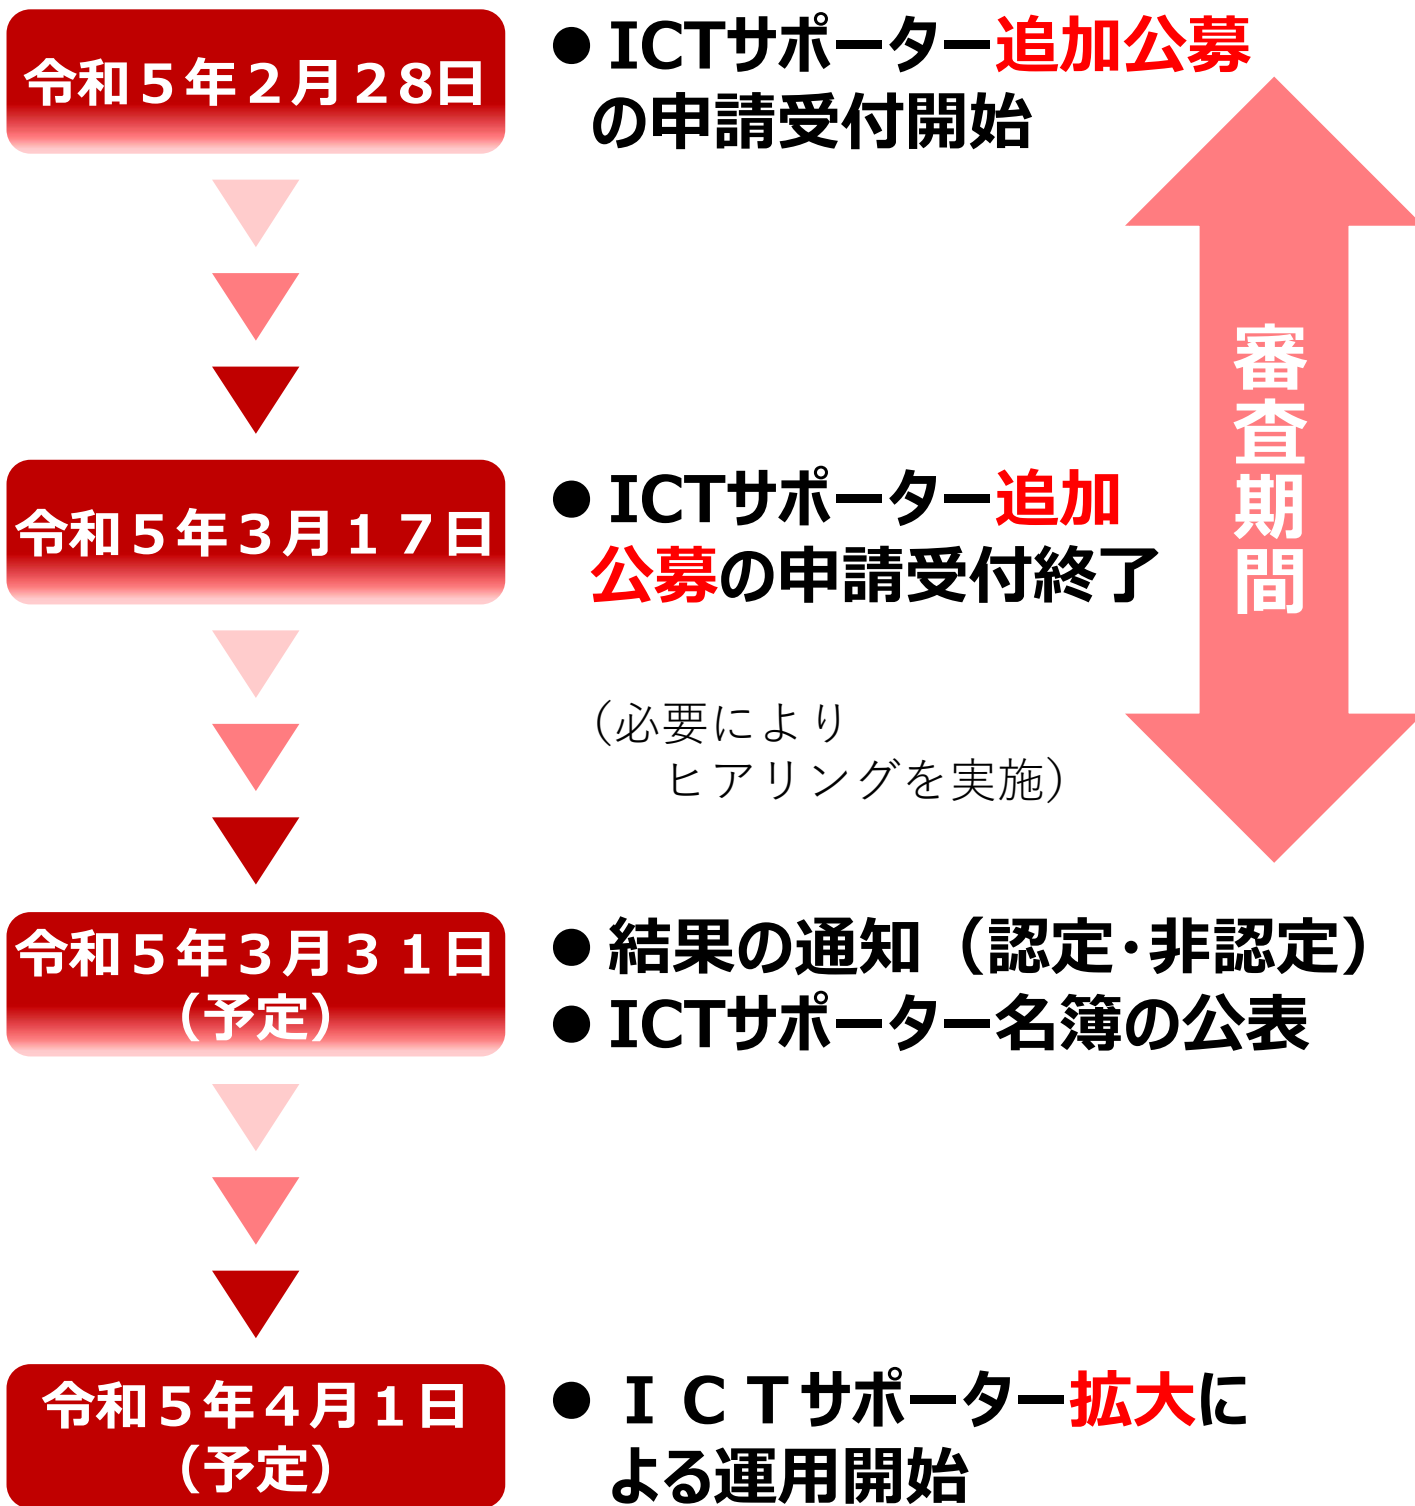 令和５年２月２8日
● ICTサポーター追加公募
の申請受付開始
審査期間
令和５年３月１７日
● ICTサポーター追加
公募の申請受付終了
（必要により
ヒアリングを実施）
令和５年３月３１日
（予定）
● 結果の通知（認定・非認定）
● ICTサポーター名簿の公表
令和５年４月１日
（予定）
● ＩＣＴサポーター拡大に
よる運用開始